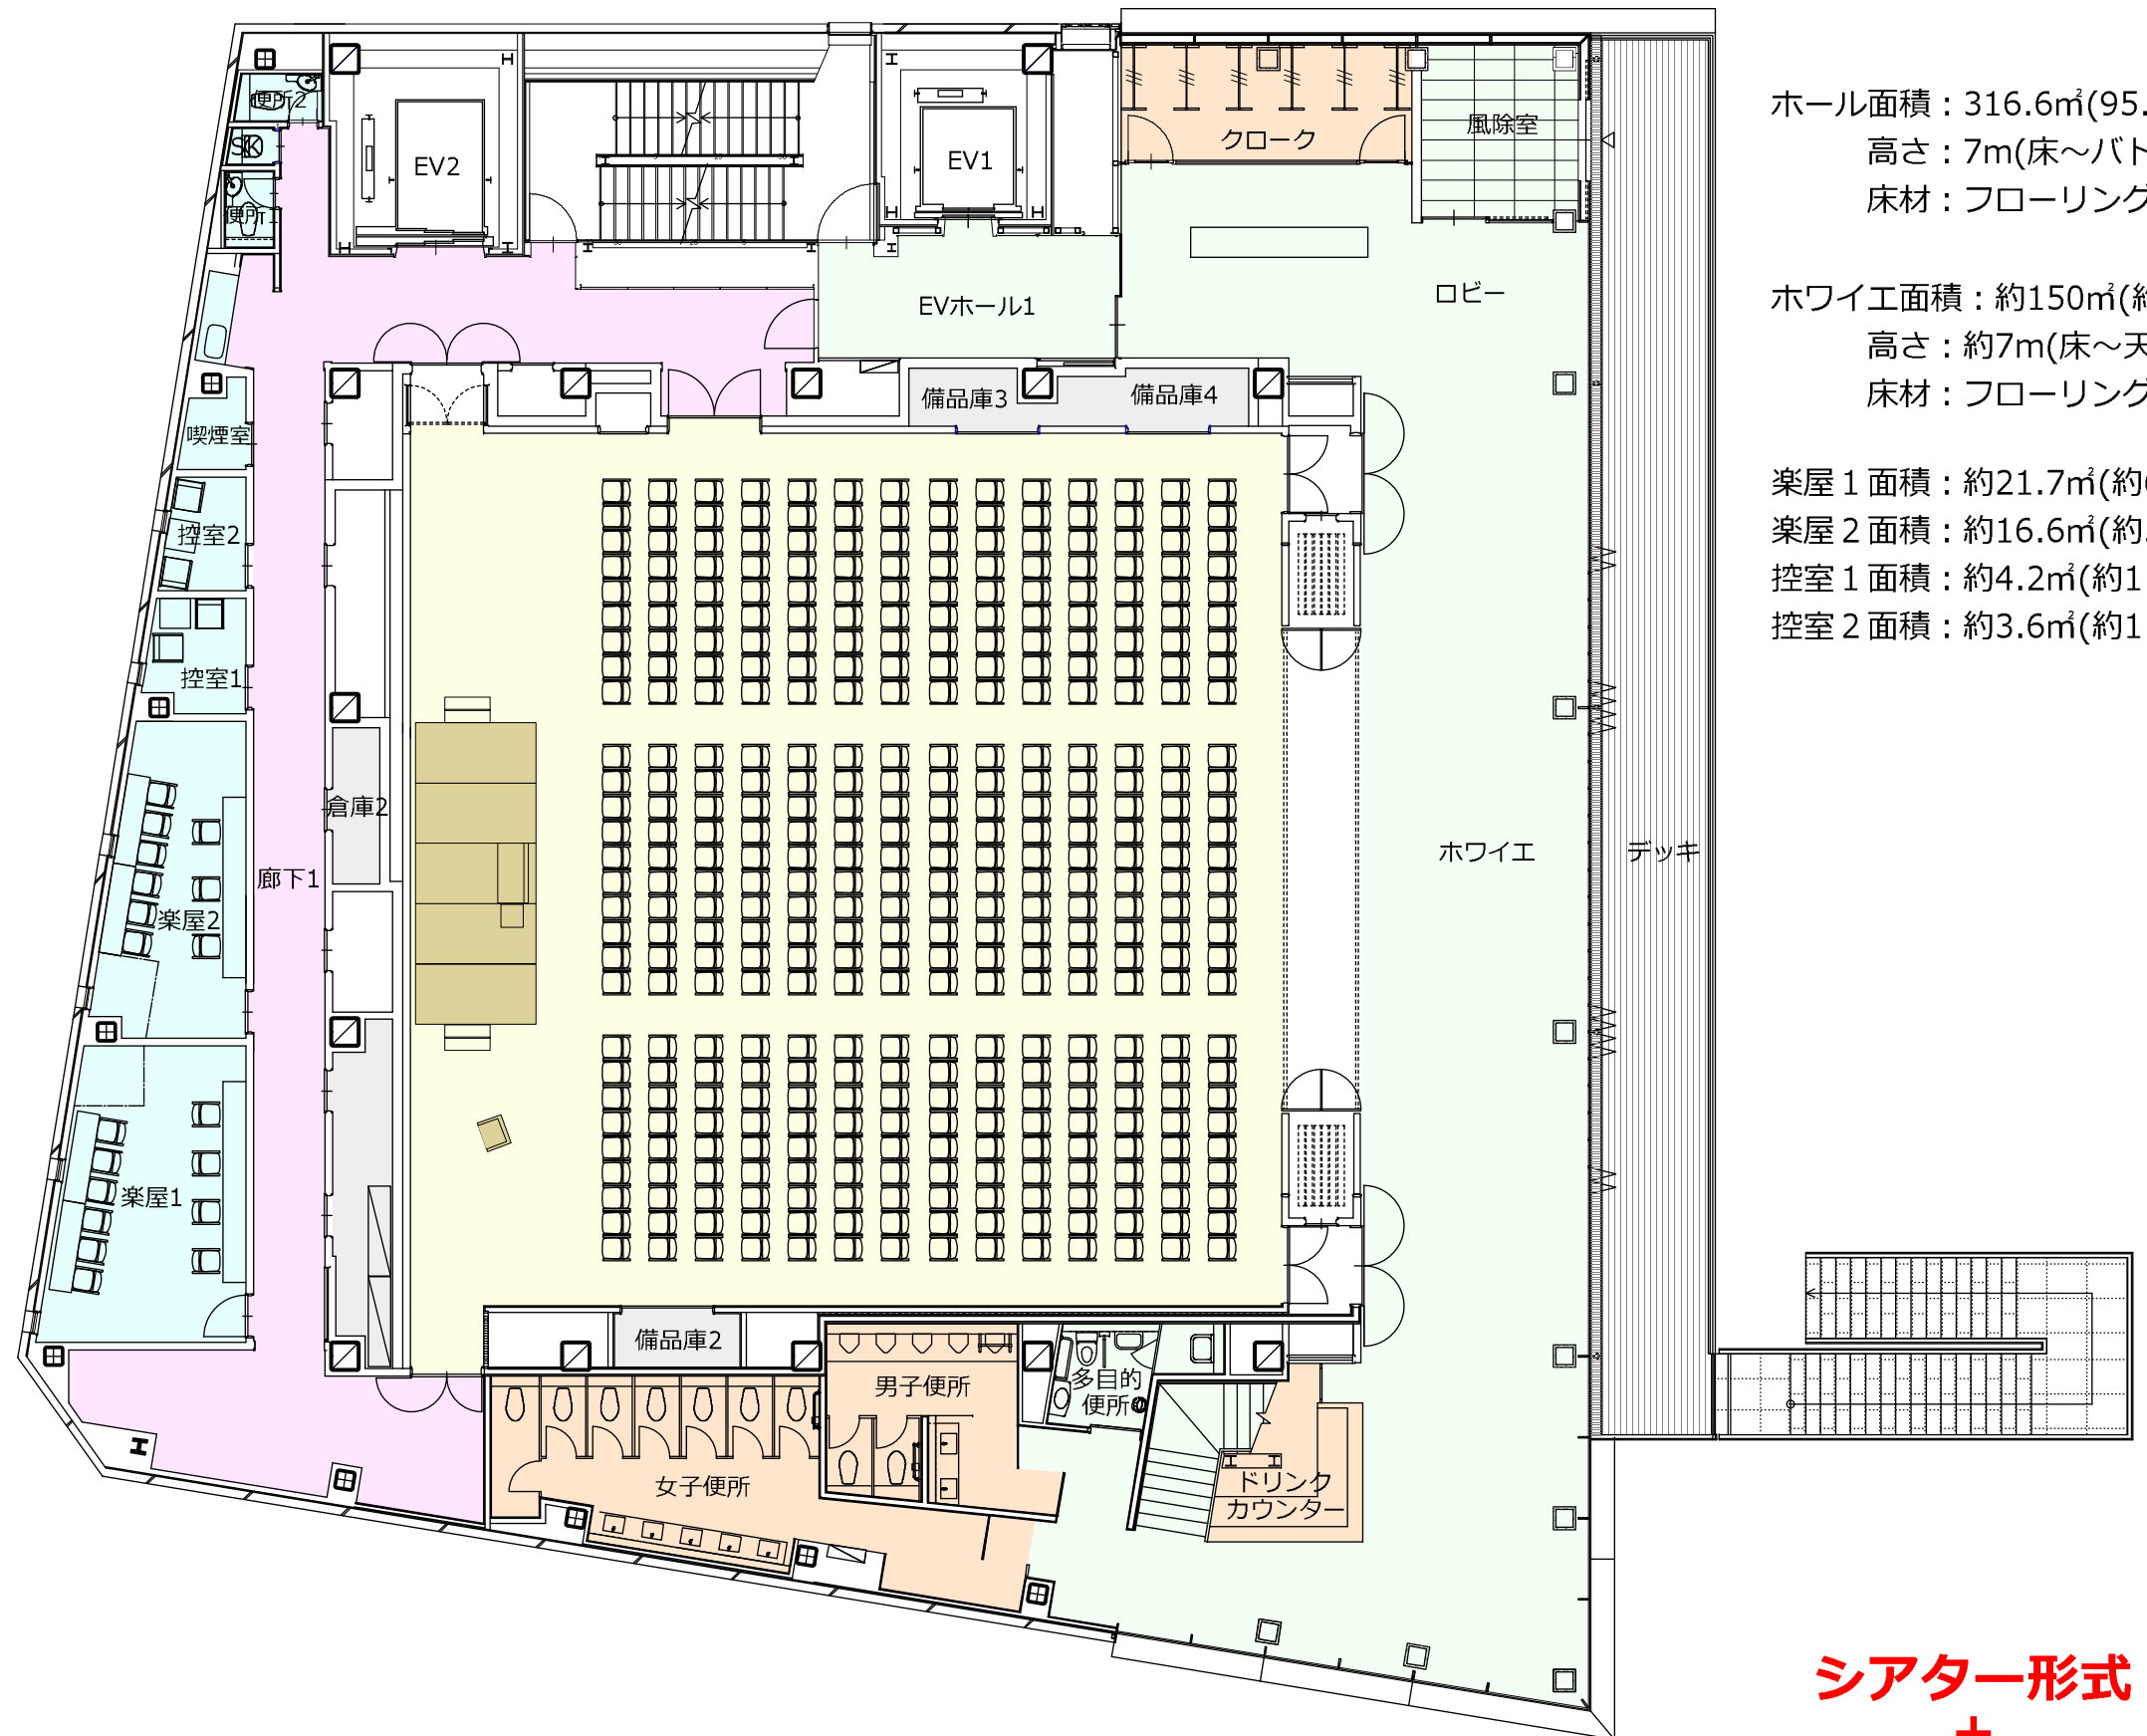 ホール面積：316.6㎡(95.
高さ：7m(床～バト
床材：フローリング
ホワイエ面積：約150㎡(約
高さ：約7m(床～天
床材：フローリング
楽屋１面積：約21.7㎡(約6
楽屋２面積：約16.6㎡(約
控室１面積：約4.2㎡(約1
控室２面積：約3.6㎡(約1
便所2
SK
便所1
EV2
EV1
クローク
風除室
EVホール1
ロビー
備品庫3
備品庫4
喫煙室
控室2
控室1
倉庫2
廊下1
楽屋2
ホワイエ
デッキ
楽屋1
備品庫2
男子便所
多目的
便所
女子便所
ドリンク
カウンター
シアター形式
+